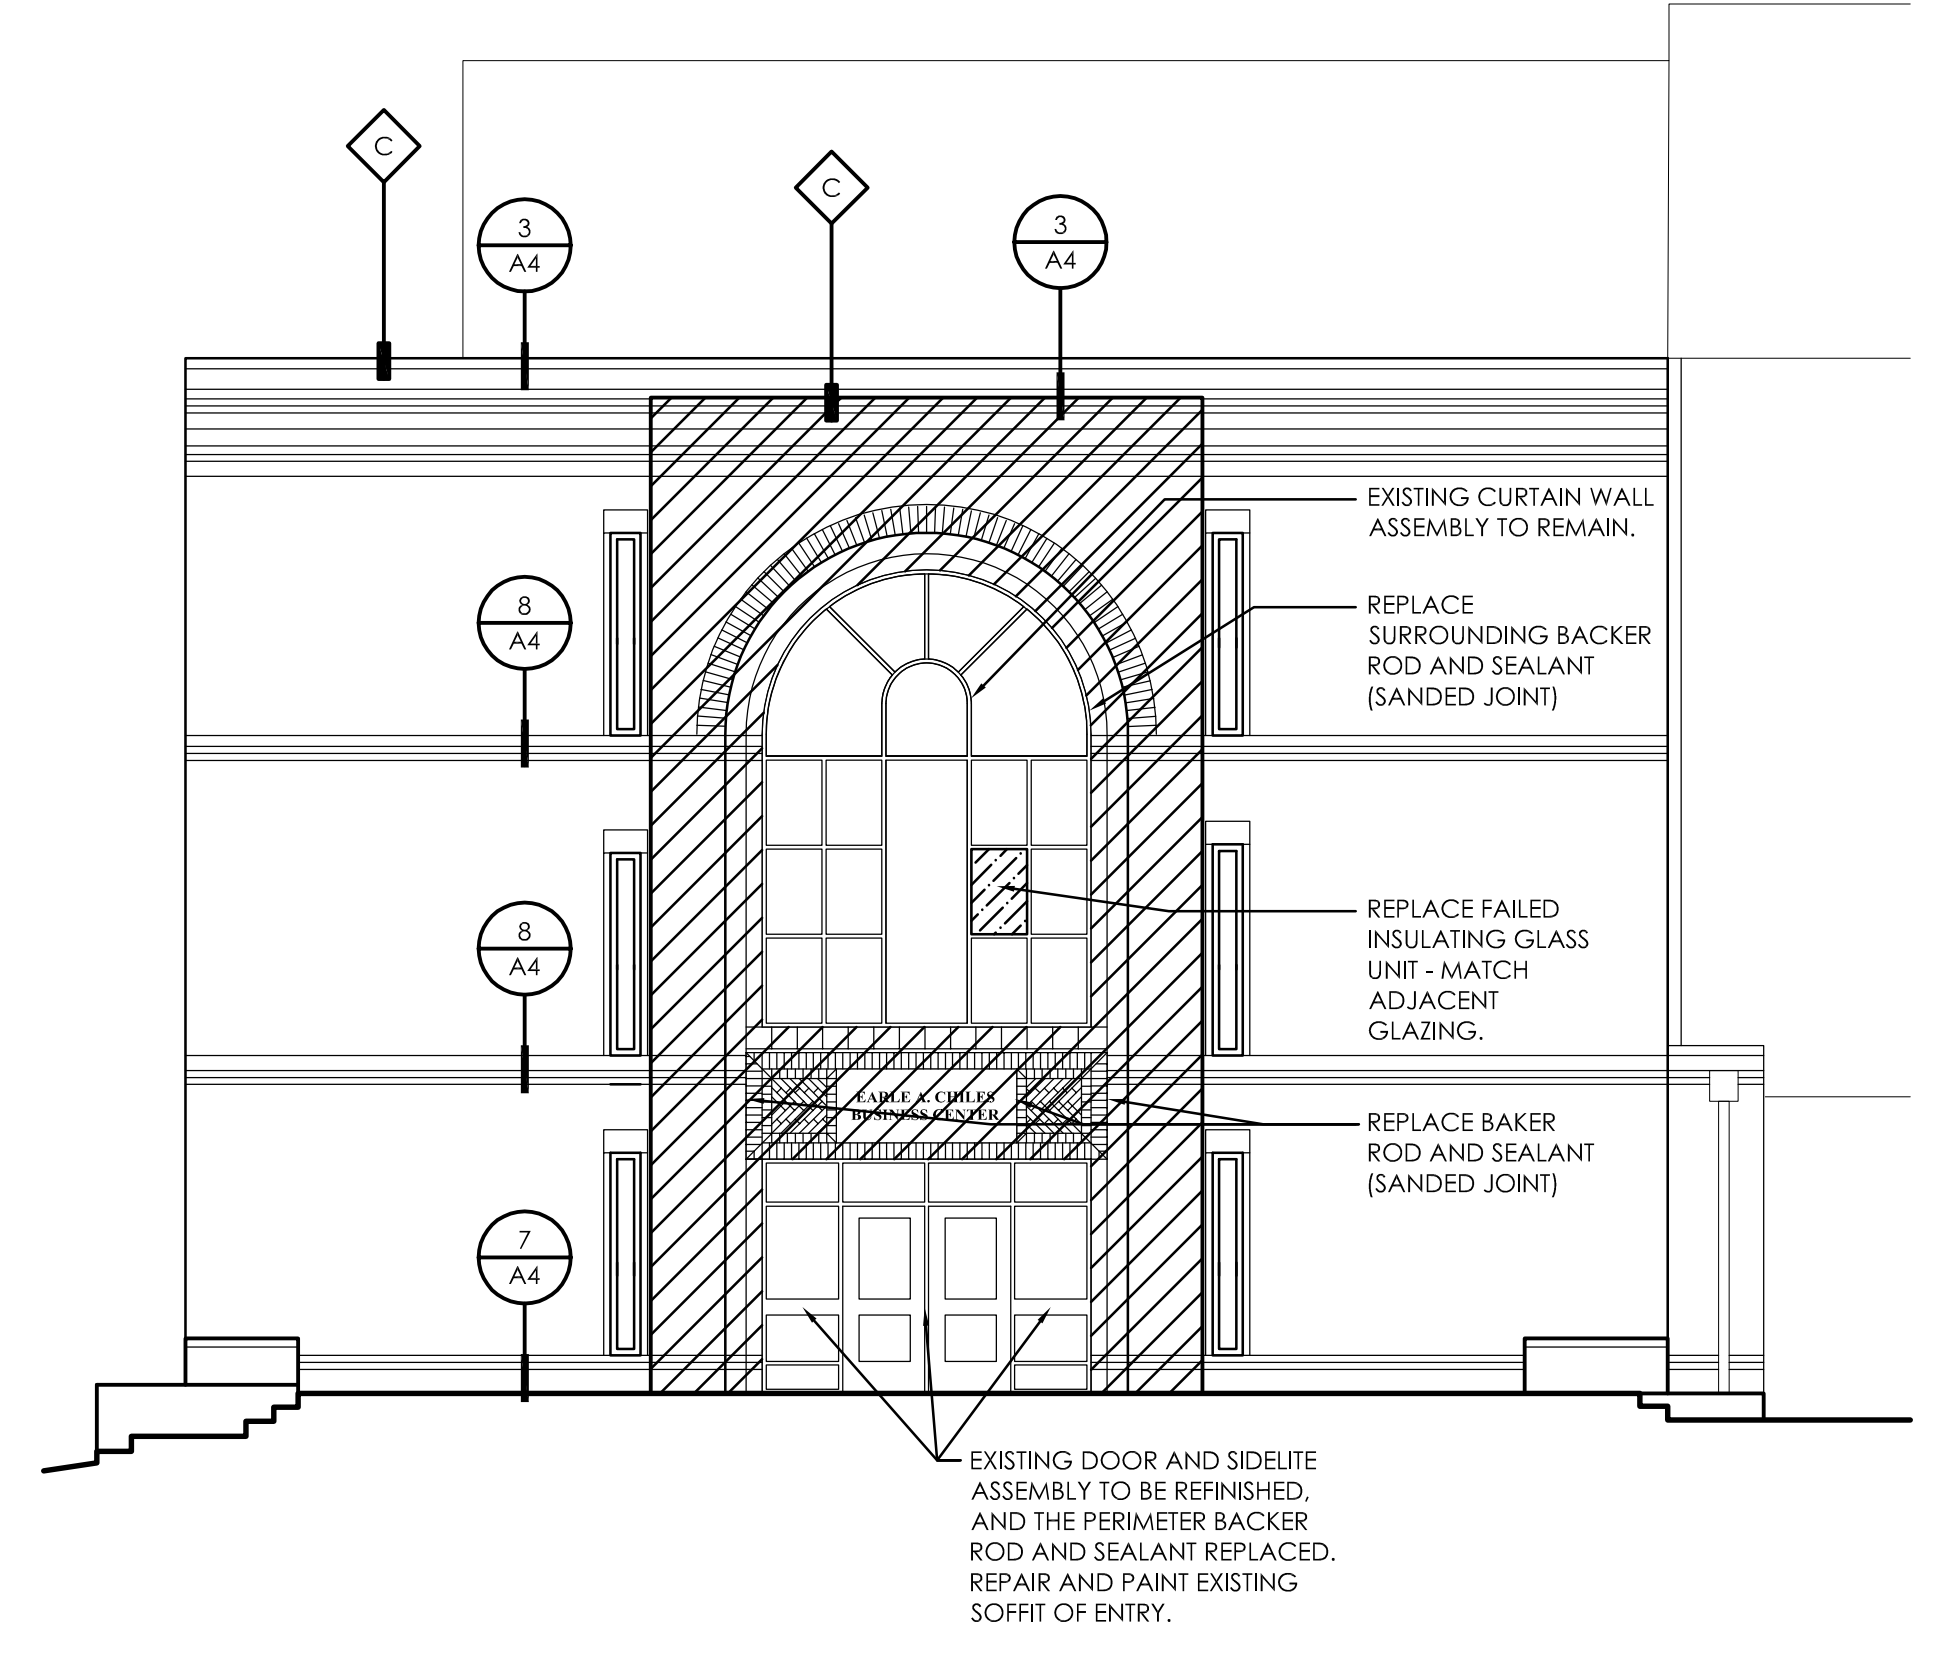 C
C
3
A4
3
A4
EXISTING CURTAIN WALL
ASSEMBLY TO REMAIN.
8
A4
REPLACE
SURROUNDING BACKER
ROD AND SEALANT
(SANDED JOINT)
8
A4
REPLACE FAILED
INSULATING GLASS
UNIT - MATCH
ADJACENT
GLAZING.
EARLE A. CHILES
BUSINESS CENTER
REPLACE BAKER
ROD AND SEALANT
(SANDED JOINT)
7
A4
EXISTING DOOR AND SIDELITE
ASSEMBLY TO BE REFINISHED,
AND THE PERIMETER BACKER
ROD AND SEALANT REPLACED.
REPAIR AND PAINT EXISTING
SOFFIT OF ENTRY.